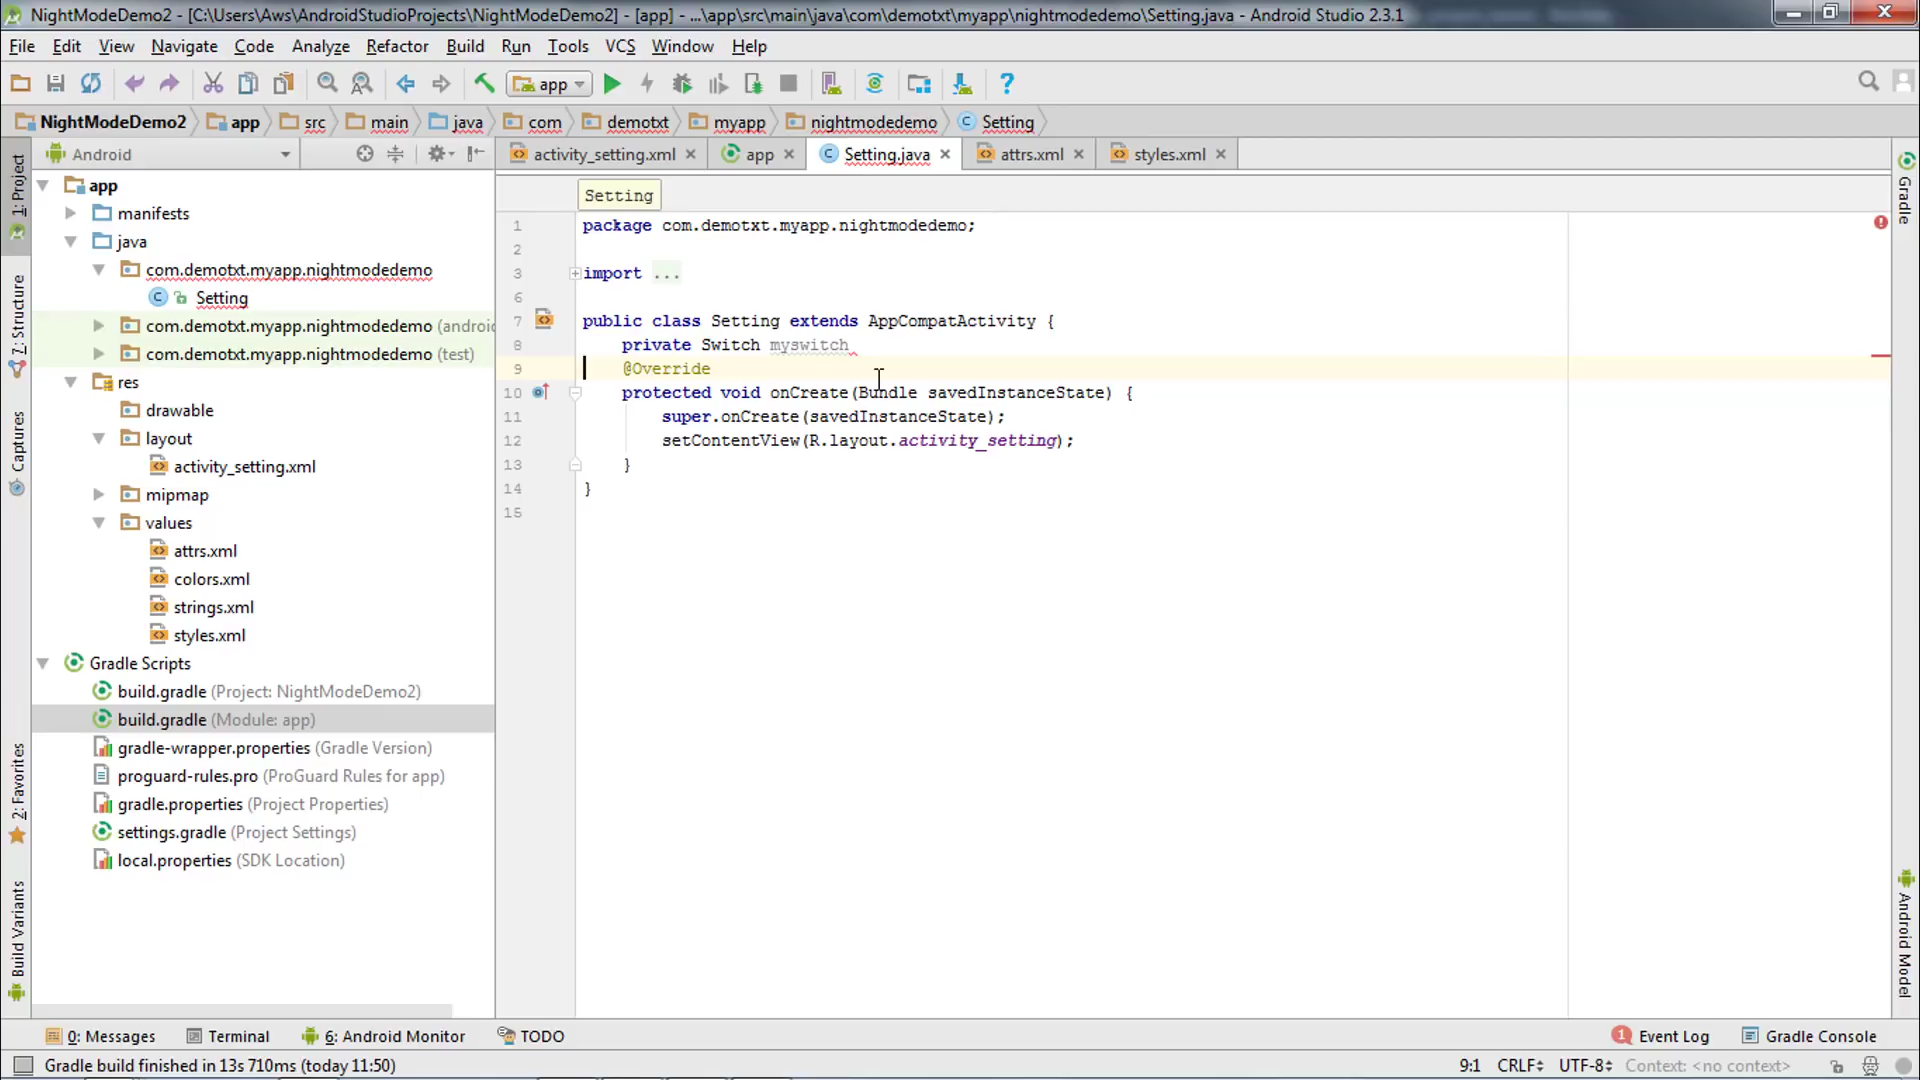 NightModeDemo2 - [C:\Users\Aws\AndroidStudioProjects\NightModeDemo2] - [app] - ...\app\src\main\java\com\demotxt\myapp\nightmodedemo\Setting.java - Android Studio 2.3.1
File Edit View Navigate Code Analyze Refactor Build Run Tools VCS Window Help
app
NightModeDemo2 app src main java com demotxt myapp nightmodedemo Setting
Android
activity_setting.xml app Setting.java attrs.xml styles.xml
Setting
1: Project
7: Structure
Captures
2: Favorites
Build Variants
app
manifests
java
com.demotxt.myapp.nightmodedemo
Setting
com.demotxt.myapp.nightmodedemo (androi
com.demotxt.myapp.nightmodedemo (test)
res
drawable
layout
activity_setting.xml
mipmap
values
attrs.xml
colors.xml
strings.xml
styles.xml
Gradle Scripts
build.gradle (Project: NightModeDemo2)
build.gradle (Module: app)
gradle-wrapper.properties (Gradle Version)
proguard-rules.pro (ProGuard Rules for app)
gradle.properties (Project Properties)
settings.gradle (Project Settings)
local.properties (SDK Location)
1 package com.demotxt.myapp.nightmodedemo;
2
3 import ...
6
7 public class Setting extends AppCompatActivity {
8 private Switch myswitch
9 @Override
10 protected void onCreate(Bundle savedInstanceState) {
11 super.onCreate(savedInstanceState);
12 setContentView(R.layout.activity_setting);
13 }
14 }
15
Gradle
Android Model
0: Messages Terminal 6: Android Monitor TODO 1 Event Log Gradle Console
Gradle build finished in 13s 710ms (today 11:50) 9:1 CRLF UTF-8 Context: <no context>